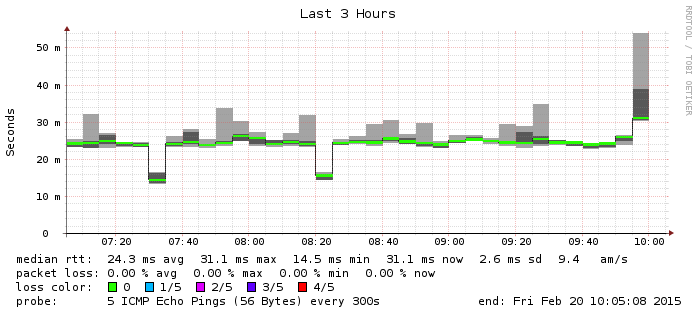 Last 3 Hours
RRDTOOL / TOBI OETIKER
Seconds
50 m
40 m
30 m
20 m
10 m
0
07:20 07:40 08:00 08:20 08:40 09:00 09:20 09:40 10:00
median rtt: 24.3 ms avg 31.1 ms max 14.5 ms min 31.1 ms now 2.6 ms sd 9.4 am/s
packet loss: 0.00 % avg 0.00 % max 0.00 % min 0.00 % now
loss color: 0 1/5 2/5 3/5 4/5
probe: 5 ICMP Echo Pings (56 Bytes) every 300s end: Fri Feb 20 10:05:08 2015